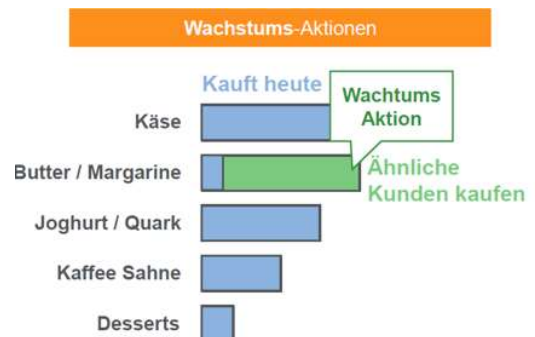 Wachstums-Aktionen
Kauft heute
Wachtums
Aktion
Käse
Butter / Margarine
Ähnliche
Kunden kaufen
Joghurt / Quark
Kaffee Sahne
Desserts